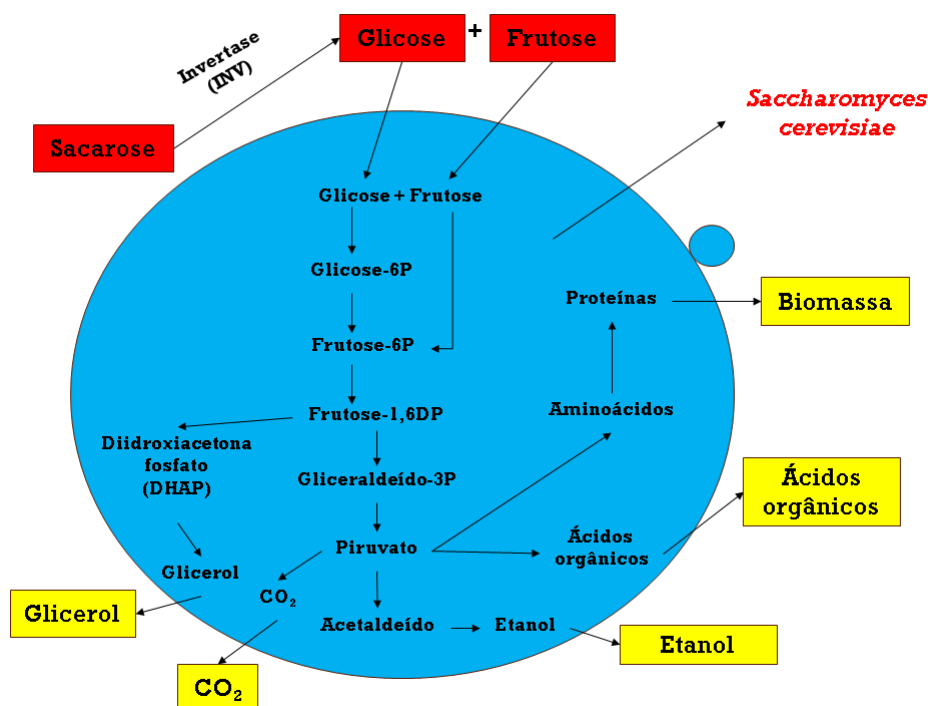 Glicose + Frutose
Invertase
(INV)
Saccharomyces
cerevisiae
Sacarose
Glicose + Frutose
Glicose-6P
Proteínas
Biomassa
Frutose-6P
Frutose-1,6DP
Aminoácidos
Diidroxiacetona
fosfato
(DHAP)
Gliceraldeído-3P
Ácidos
orgânicos
Piruvato
Ácidos
orgânicos
Glicerol
CO₂
Glicerol
Acetaldeído
Etanol
Etanol
CO₂